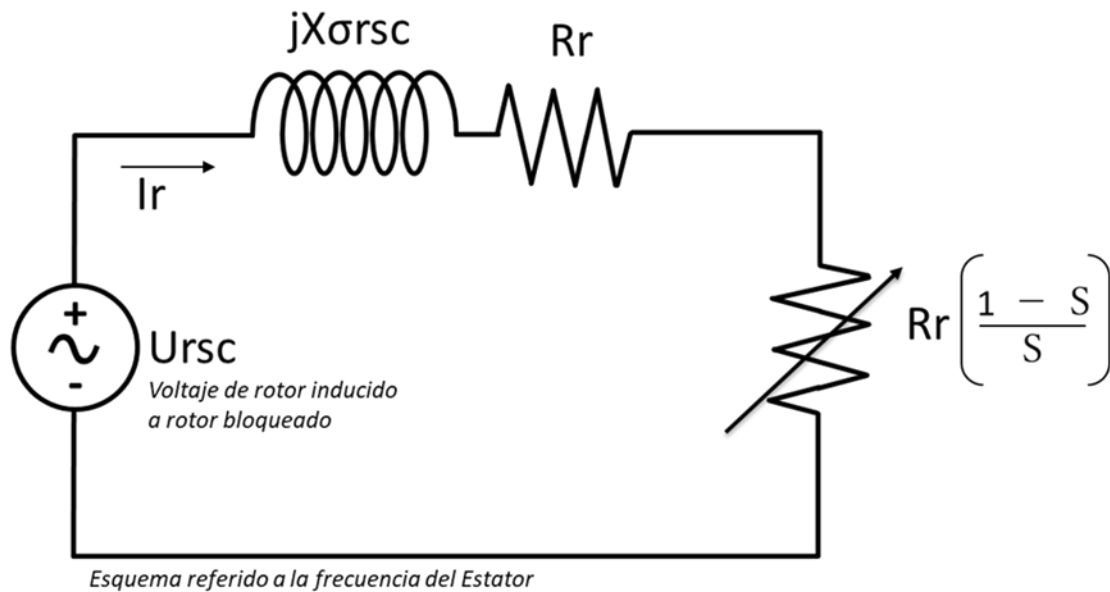 jXσrsc
Rr
Ir
+
-
Ursc
Voltaje de rotor inducido
a rotor bloqueado
Rr(1 - S
S)
Esquema referido a la frecuencia del Estator